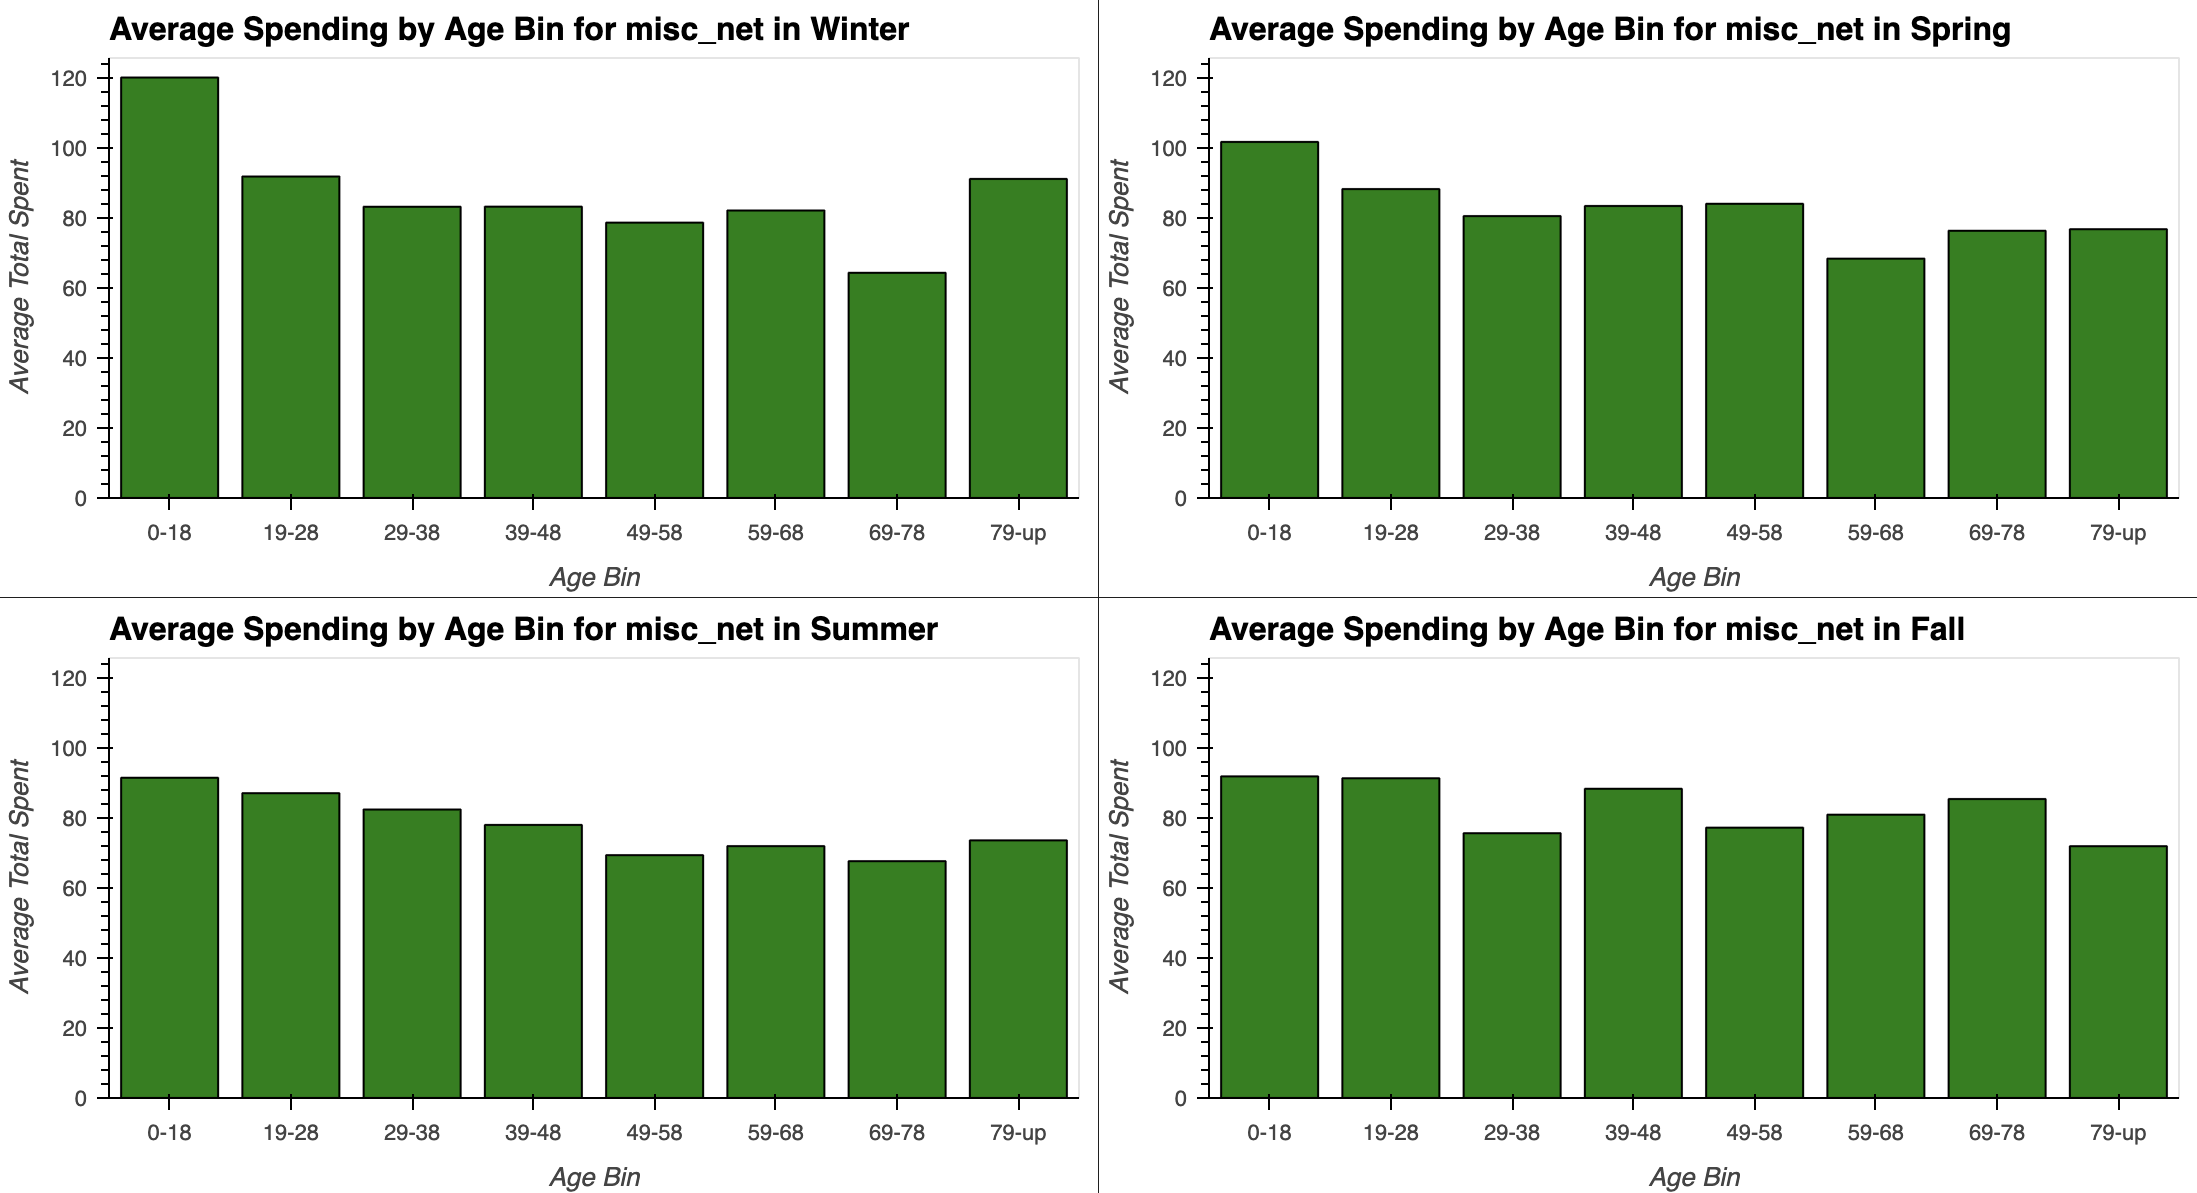 Average Spending by Age Bin for misc_net in Winter
120
100
80
60
40
20
0
Average Total Spent
0-18 19-28 29-38 39-48 49-58 59-68 69-78 79-up
Age Bin
Average Spending by Age Bin for misc_net in Spring
120
100
80
60
40
20
0
Average Total Spent
0-18 19-28 29-38 39-48 49-58 59-68 69-78 79-up
Age Bin
Average Spending by Age Bin for misc_net in Summer
120
100
80
60
40
20
0
Average Total Spent
0-18 19-28 29-38 39-48 49-58 59-68 69-78 79-up
Age Bin
Average Spending by Age Bin for misc_net in Fall
120
100
80
60
40
20
0
Average Total Spent
0-18 19-28 29-38 39-48 49-58 59-68 69-78 79-up
Age Bin